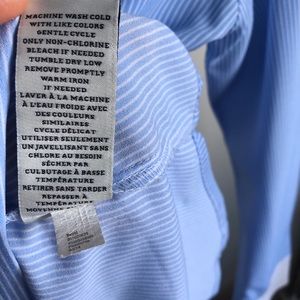 MACHINE WASH COLD
WITH LIKE COLORS
GENTLE CYCLE
ONLY NON-CHLORINE
BLEACH IF NEEDED
TUMBLE DRY LOW
REMOVE PROMPTLY
WARM IRON
IF NEEDED
LAVER À LA MACHINE
À L'EAU FROIDE AVEC
DES COULEURS
SIMILAIRES
CYCLE DÉLICAT
UTILISER SEULEMENT
UN JAVELLISANT SANS
CHLORE AU BESOIN
SÉCHER PAR
CULBUTAGE À BASSE
TEMPÉRATURE
RETIRER SANS TARDER
REPASSER À
TEMPÉRATURE
MOYENNE